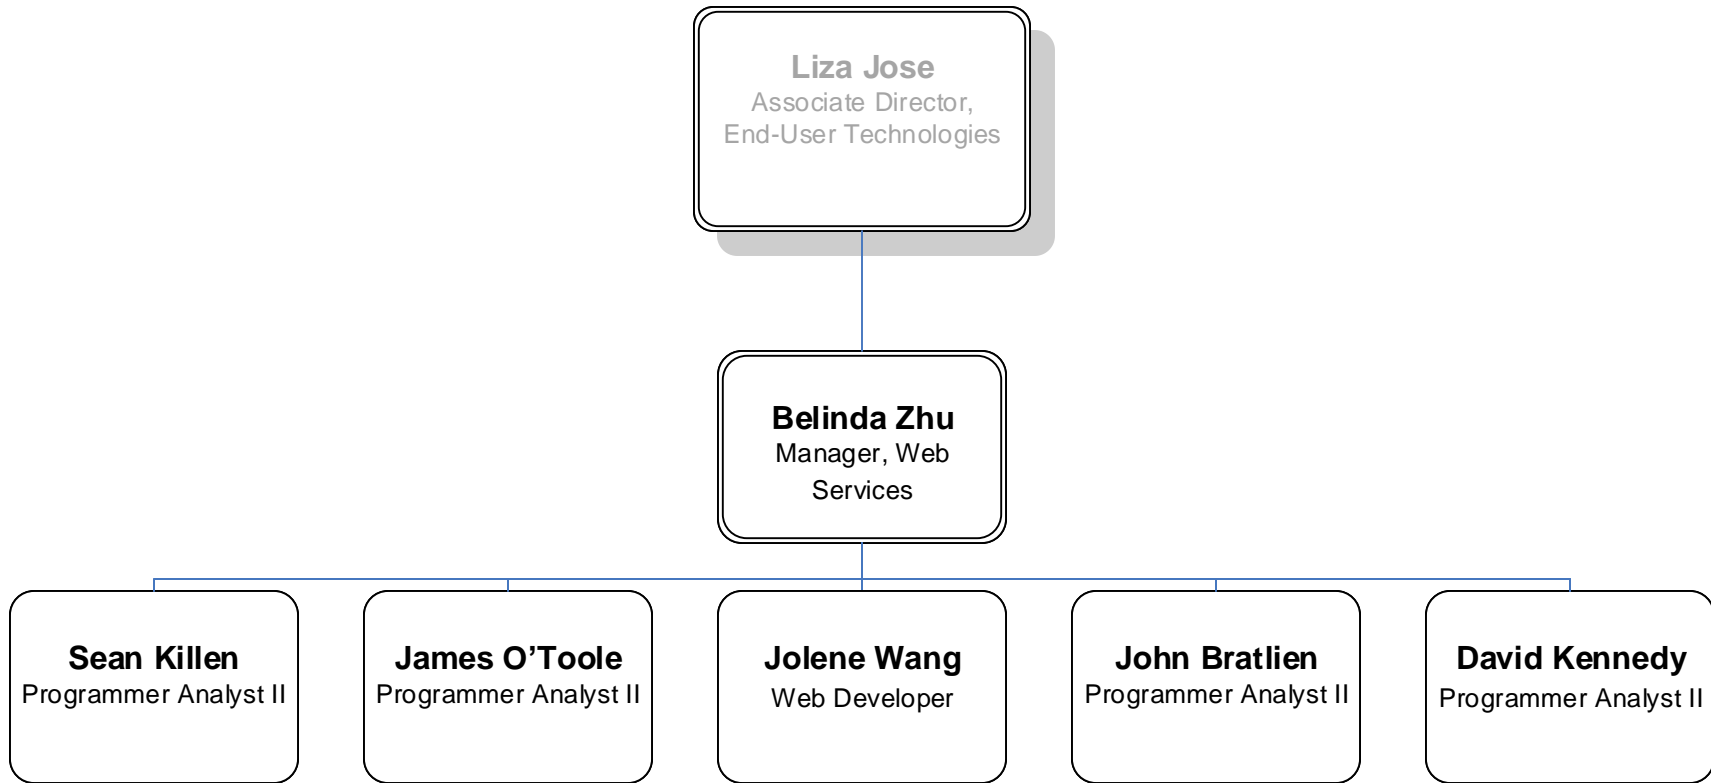 Liza Jose
Associate Director,
End-User Technologies
Belinda Zhu
Manager, Web
Services
Sean Killen
Programmer Analyst II
James O’Toole
Programmer Analyst II
Jolene Wang
Web Developer
John Bratlien
Programmer Analyst II
David Kennedy
Programmer Analyst II